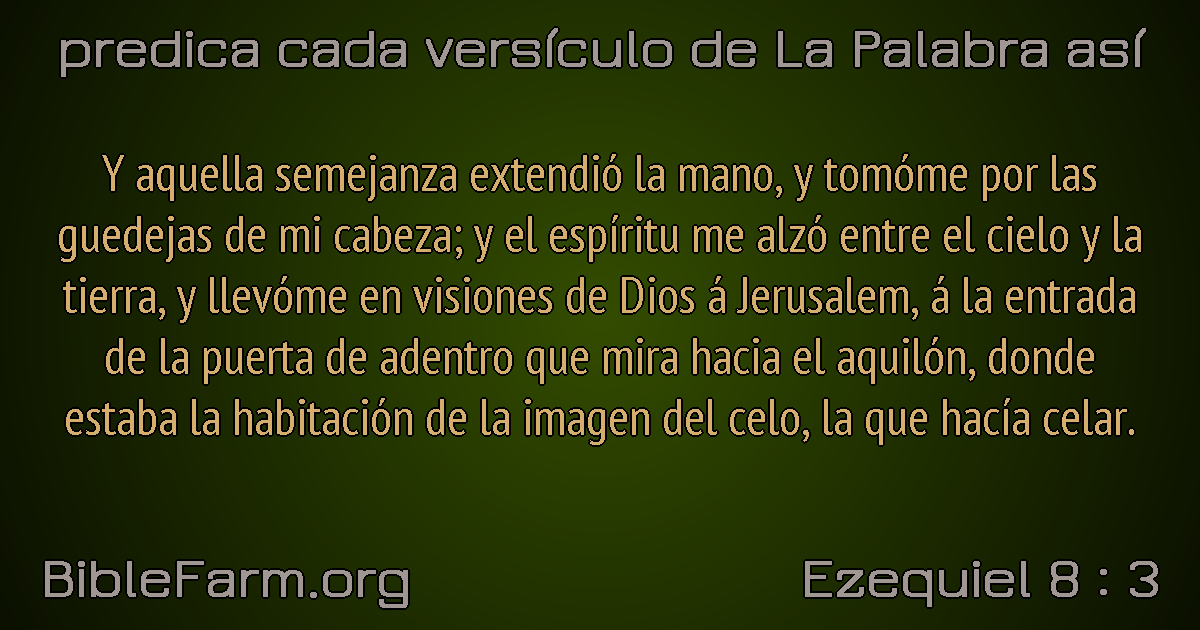 predica cada versículo de La Palabra así
Y aquella semejanza extendió la mano, y tomóme por las
guedejas de mi cabeza; y el espíritu me alzó entre el cielo y la
tierra, y llevóme en visiones de Dios á Jerusalem, á la entrada
de la puerta de adentro que mira hacia el aquilón, donde
estaba la habitación de la imagen del celo, la que hacía celar.
BibleFarm.org
Ezequiel 8 : 3